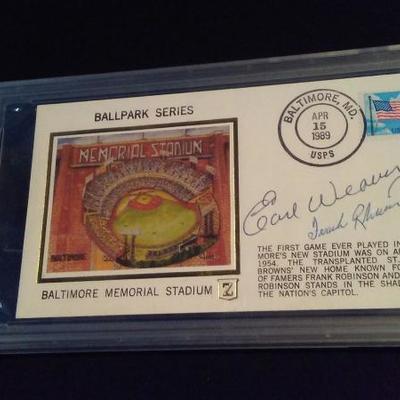 BALLPARK SERIES
MEMORIAL STADIUM
BALTIMORE
BALTIMORE MEMORIAL STADIUM Z
BALTIMORE, MD.
APR
15
1989
USPS
Earl Weaver
THE FIRST GAME EVER PLAYED IN
MORE'S NEW STADIUM WAS ON A
1954. THE TRANSPLANTED ST.
BROWNS' NEW HOME KNOWN FO
OF FAMERS FRANK ROBINSON AND
ROBINSON STANDS IN THE SHA
THE NATION'S CAPITOL.